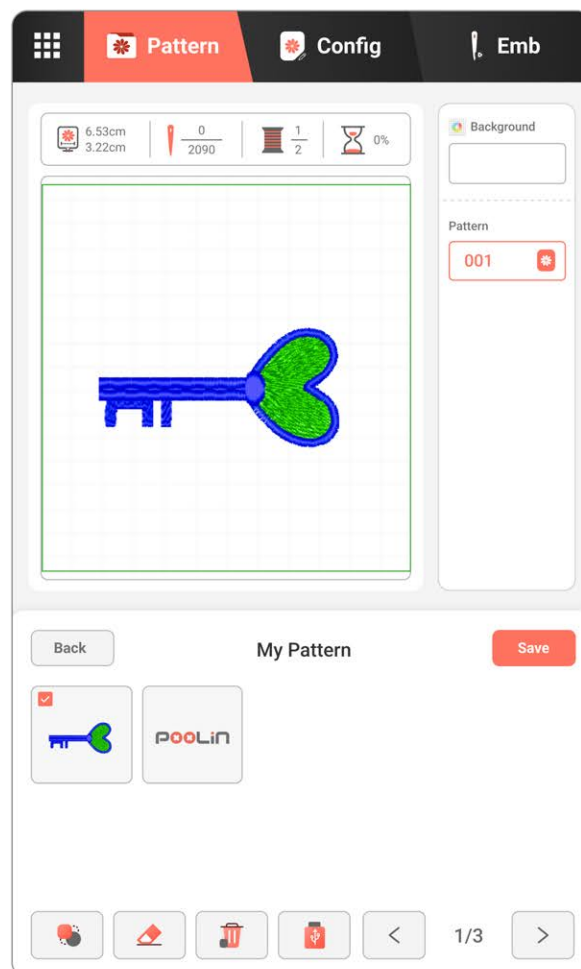 Pattern
Config
Emb
6.53cm
3.22cm
0
2090
1
2
0%
Background
Pattern
001
Back
My Pattern
Save
POOLIN
1/3